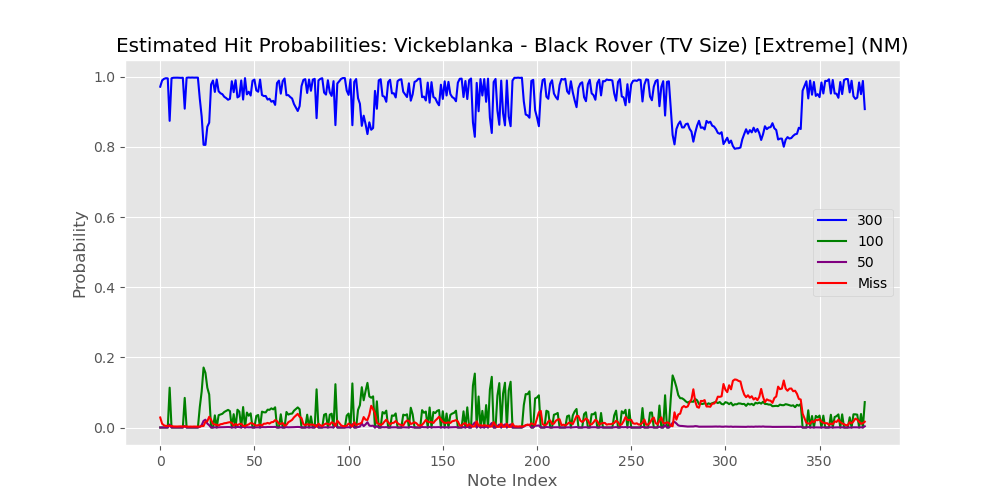 Estimated Hit Probabilities: Vickeblanka - Black Rover (TV Size) [Extreme] (NM)
Probability
1.0
0.8
0.6
0.4
0.2
0.0
300
100
50
Miss
0 50 100 150 200 250 300 350
Note Index